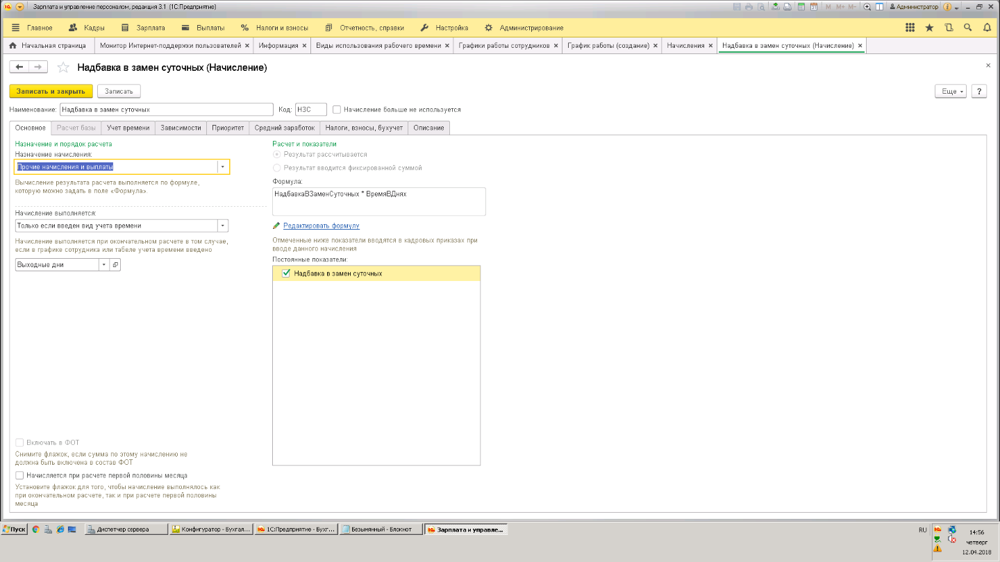 Зарплата и управление персоналом, редакция 3.1 (1С:Предприятие)
M M+ M- Администратор
Главное Кадры Зарплата Выплаты Налоги и взносы Отчетность, справки Настройка Администрирование
Начальная страница Монитор Интернет-поддержки пользователей Информация Виды использования рабочего времени Графики работы сотрудников График работы (создание) Начисления Надбавка в замен суточных (Начисление)
Надбавка в замен суточных (Начисление)
Записать и закрыть Записать Еще ?
Наименование: Надбавка в замен суточных Код: НЗС Начисление больше не используется
Основное Расчет базы Учет времени Зависимости Приоритет Средний заработок Налоги, взносы, бухучет Описание
Назначение и порядок расчета
Назначение начисления:
Прочие начисления и выплаты
Вычисление результата расчета выполняется по формуле,
которую можно задать в поле «Формула».
Начисление выполняется:
Только если введен вид учета времени
Начисление выполняется при окончательном расчете в том случае,
если в графике сотрудника или табеле учета времени введено
Выходные дни
Включать в ФОТ
Снимите флажок, если сумма по этому начислению не
должна быть включена в состав ФОТ
Начисляется при расчете первой половины месяца
Установите флажок для того, чтобы начисление выполнялось как
при окончательном расчете, так и при расчете первой половины
месяца
Расчет и показатели
Результат рассчитывается
Результат вводится фиксированной суммой
Формула:
НадбавкаВЗаменСуточных * ВремяВДнях
Редактировать формулу
Отмеченные ниже показатели вводятся в кадровых приказах при
вводе данного начисления
Постоянные показатели:
Надбавка в замен суточных
Пуск Диспетчер сервера Конфигуратор - Бухгал... 1С:Предприятие - Бухг... Безымянный - Блокнот Зарплата и управле... RU
14:56
четверг
12.04.2018